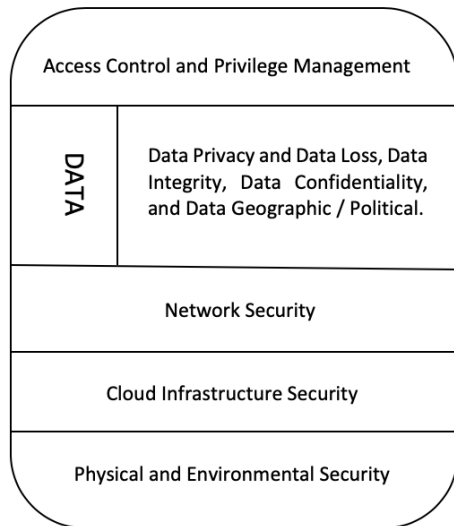 Access Control and Privilege Management
DATA
Data Privacy and Data Loss, Data
Integrity, Data Confidentiality,
and Data Geographic / Political.
Network Security
Cloud Infrastructure Security
Physical and Environmental Security